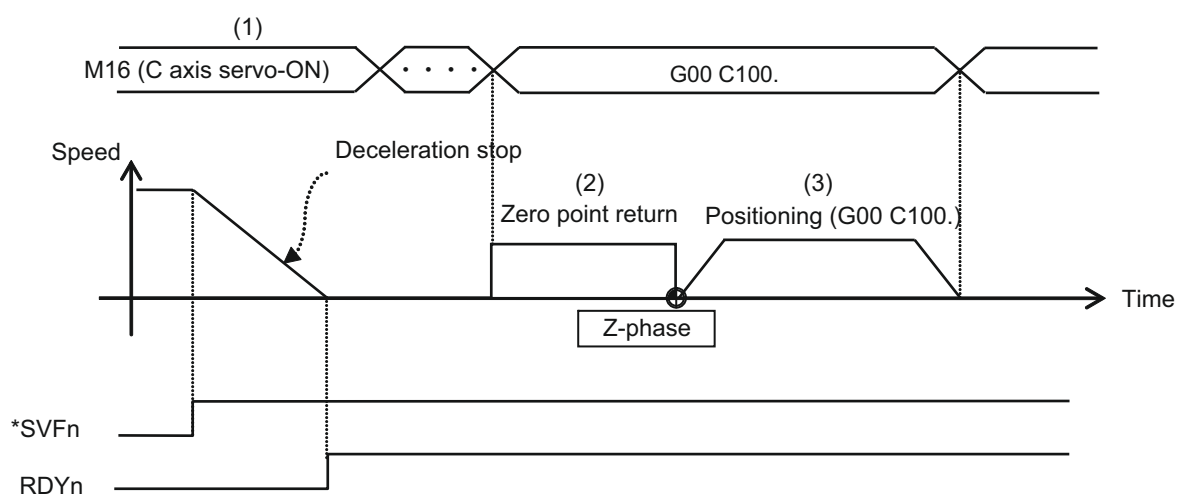 (1)
M16 (C axis servo-ON)
· · · ·
G00 C100.
Speed
Deceleration stop
(2)
Zero point return
(3)
Positioning (G00 C100.)
Time
Z-phase
*SVFn
RDYn